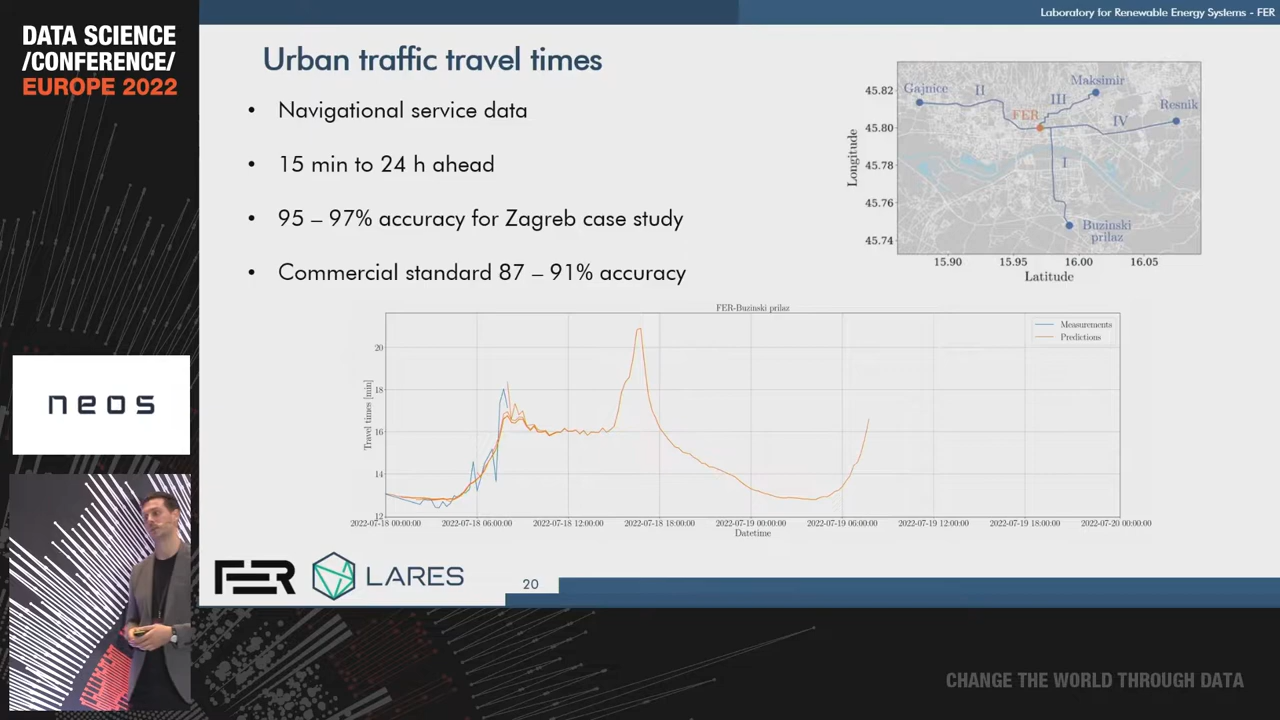 DATA SCIENCE
/CONFERENCE/
EUROPE 2022
neos
Laboratory for Renewable Energy Systems - FER
Urban traffic travel times
• Navigational service data
• 15 min to 24 h ahead
• 95 – 97% accuracy for Zagreb case study
• Commercial standard 87 – 91% accuracy
Longitude
45.82
45.80
45.78
45.76
45.74
Gajnice
II
FER
III
Maksimir
IV
Resnik
I
Buzinski
prilaz
15.90 15.95 16.00 16.05
Latitude
FER-Buzinski prilaz
Measurements
Predictions
Travel times [min]
20
18
16
14
12
2022-07-18 00:00:00 2022-07-18 06:00:00 2022-07-18 12:00:00 2022-07-18 18:00:00 2022-07-19 00:00:00 2022-07-19 06:00:00 2022-07-19 12:00:00 2022-07-19 18:00:00 2022-07-20 00:00:00
Datetime
FER LARES
20
CHANGE THE WORLD THROUGH DATA